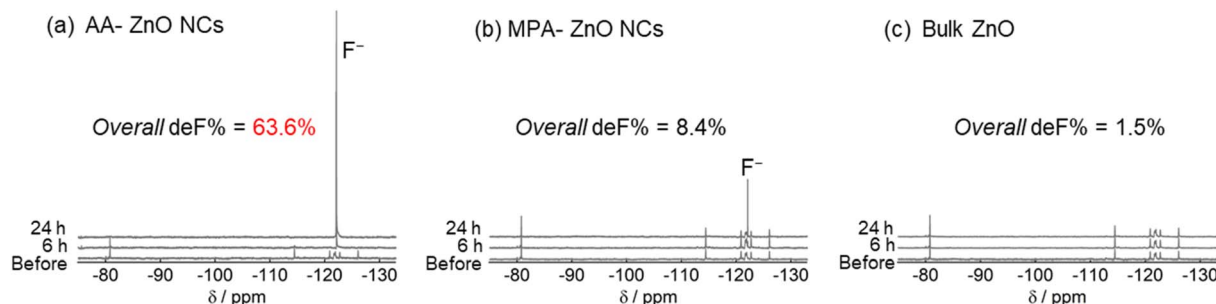 (a) AA- ZnO NCs
F⁻
Overall deF% = 63.6%
24 h
6 h
Before
-80 -90 -100 -110 -120 -130
δ / ppm
(b) MPA- ZnO NCs
Overall deF% = 8.4%
F⁻
24 h
6 h
Before
-80 -90 -100 -110 -120 -130
δ / ppm
(c) Bulk ZnO
Overall deF% = 1.5%
24 h
6 h
Before
-80 -90 -100 -110 -120 -130
δ / ppm